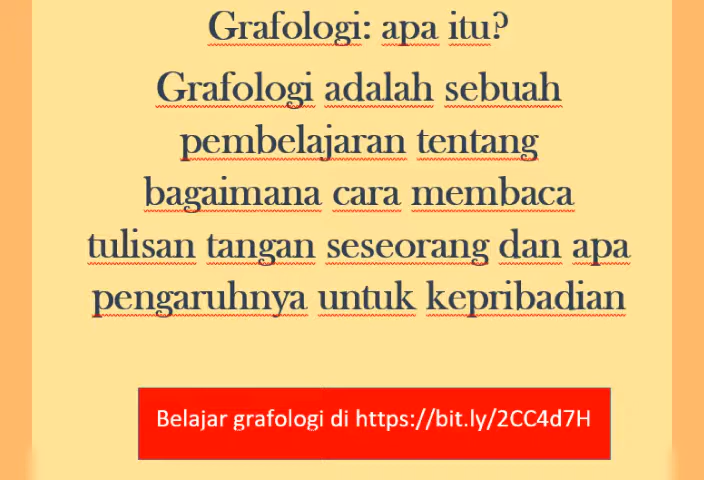 Grafologi: apa itu?
Grafologi adalah sebuah
pembelajaran tentang
bagaimana cara membaca
tulisan tangan seseorang dan apa
pengaruhnya untuk kepribadian
Belajar grafologi di https://bit.ly/2CC4d7H